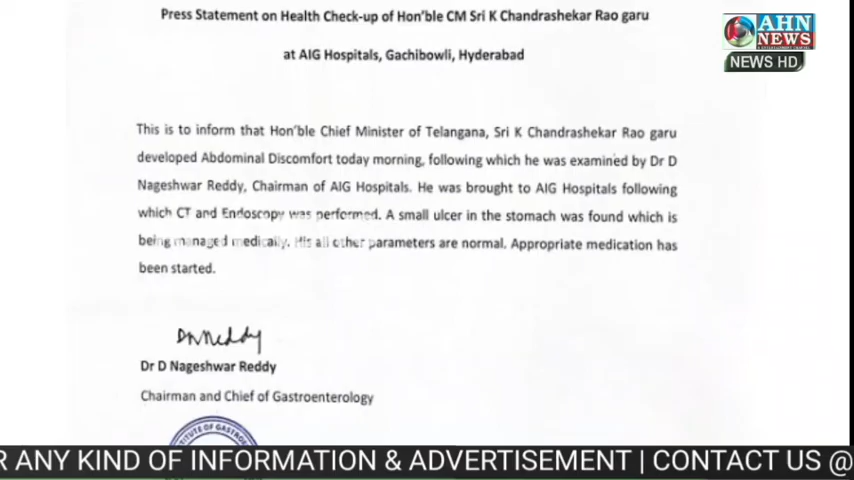 Press Statement on Health Check-up of Hon'ble CM Sri K Chandrashekar Rao garu
at AIG Hospitals, Gachibowli, Hyderabad
AHN
NEWS
NEWS HD
This is to inform that Hon'ble Chief Minister of Telangana, Sri K Chandrashekar Rao garu
developed Abdominal Discomfort today morning, following which he was examined by Dr D
Nageshwar Reddy, Chairman of AIG Hospitals. He was brought to AIG Hospitals following
which CT and Endoscopy was performed. A small ulcer in the stomach was found which is
being managed medically. His all other parameters are normal. Appropriate medication has
been started.
DNReddy
Dr D Nageshwar Reddy
Chairman and Chief of Gastroenterology
OF GASTROE
R ANY KIND OF INFORMATION & ADVERTISEMENT | CONTACT US @